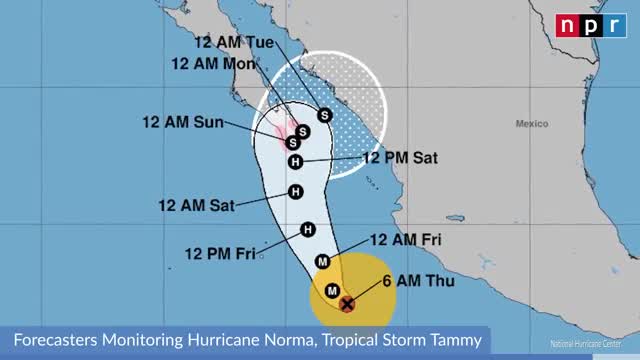 npr
12 AM Tue
12 AM Mon
12 AM Sun
S
S
S
Mexico
H
12 PM Sat
12 AM Sat
H
H
12 AM Fri
12 PM Fri
M
M
6 AM Thu
Forecasters Monitoring Hurricane Norma, Tropical Storm Tammy
National Hurricane Center